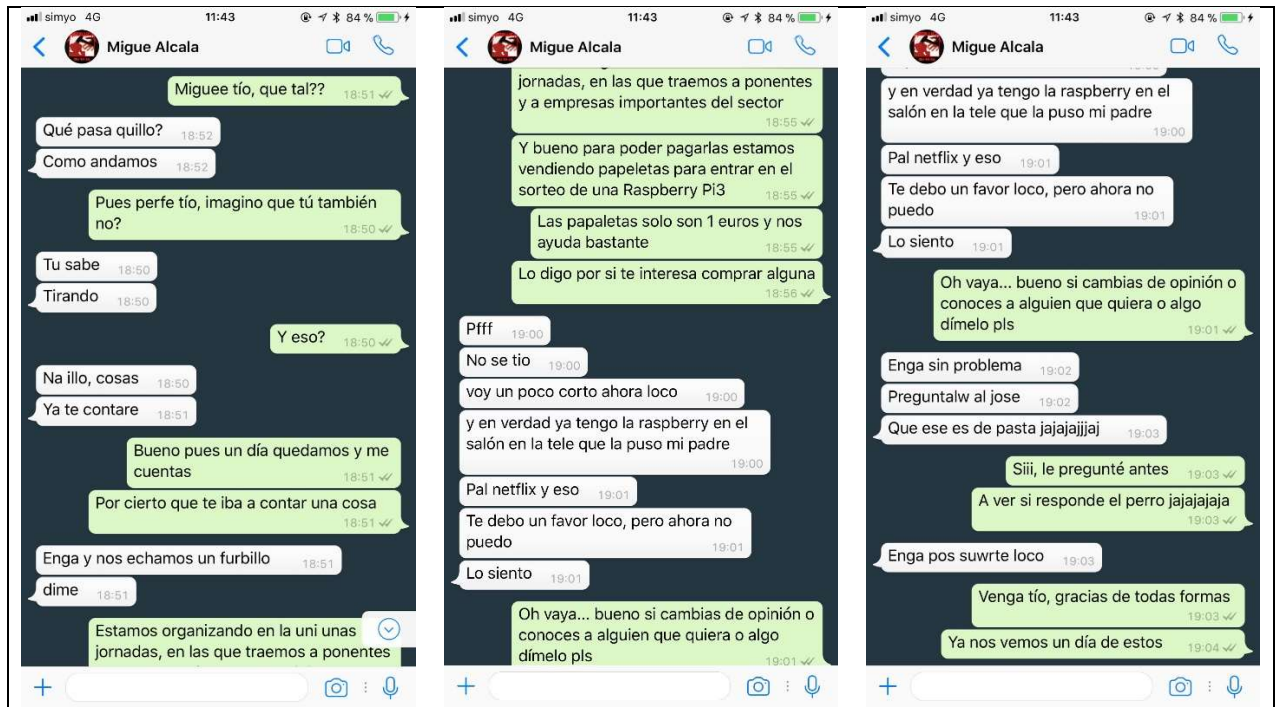 simyo 4G 11:43 84 %
Migue Alcala
Miguee tío, que tal?? 18:51
Qué pasa quillo? 18:52
Como andamos 18:52
Pues perfe tío, imagino que tú también
no? 18:50
Tu sabe 18:50
Tirando 18:50
Y eso? 18:50
Na illo, cosas 18:50
Ya te contare 18:51
Bueno pues un día quedamos y me
cuentas 18:51
Por cierto que te iba a contar una cosa
18:51
Enga y nos echamos un furbillo 18:51
dime 18:51
Estamos organizando en la uni unas
jornadas, en las que traemos a ponentes
simyo 4G 11:43 84 %
Migue Alcala
jornadas, en las que traemos a ponentes
y a empresas importantes del sector
18:55
Y bueno para poder pagarlas estamos
vendiendo papeletas para entrar en el
sorteo de una Raspberry Pi3 18:55
Las papaletas solo son 1 euros y nos
ayuda bastante 18:55
Lo digo por si te interesa comprar alguna
18:56
Pfff 19:00
No se tio 19:00
voy un poco corto ahora loco 19:00
y en verdad ya tengo la raspberry en el
salón en la tele que la puso mi padre
19:00
Pal netflix y eso 19:01
Te debo un favor loco, pero ahora no
puedo 19:01
Lo siento 19:01
Oh vaya... bueno si cambias de opinión o
conoces a alguien que quiera o algo
dímelo pls 19:01
simyo 4G 11:43 84 %
Migue Alcala
y en verdad ya tengo la raspberry en el
salón en la tele que la puso mi padre
19:00
Pal netflix y eso 19:01
Te debo un favor loco, pero ahora no
puedo 19:01
Lo siento 19:01
Oh vaya... bueno si cambias de opinión o
conoces a alguien que quiera o algo
dímelo pls 19:01
Enga sin problema 19:02
Preguntalw al jose 19:02
Que ese es de pasta jajajajjjaj 19:03
Siii, le pregunté antes 19:03
A ver si responde el perro jajajajaja
19:03
Enga pos suwrte loco 19:03
Venga tío, gracias de todas formas
19:03
Ya nos vemos un día de estos 19:04